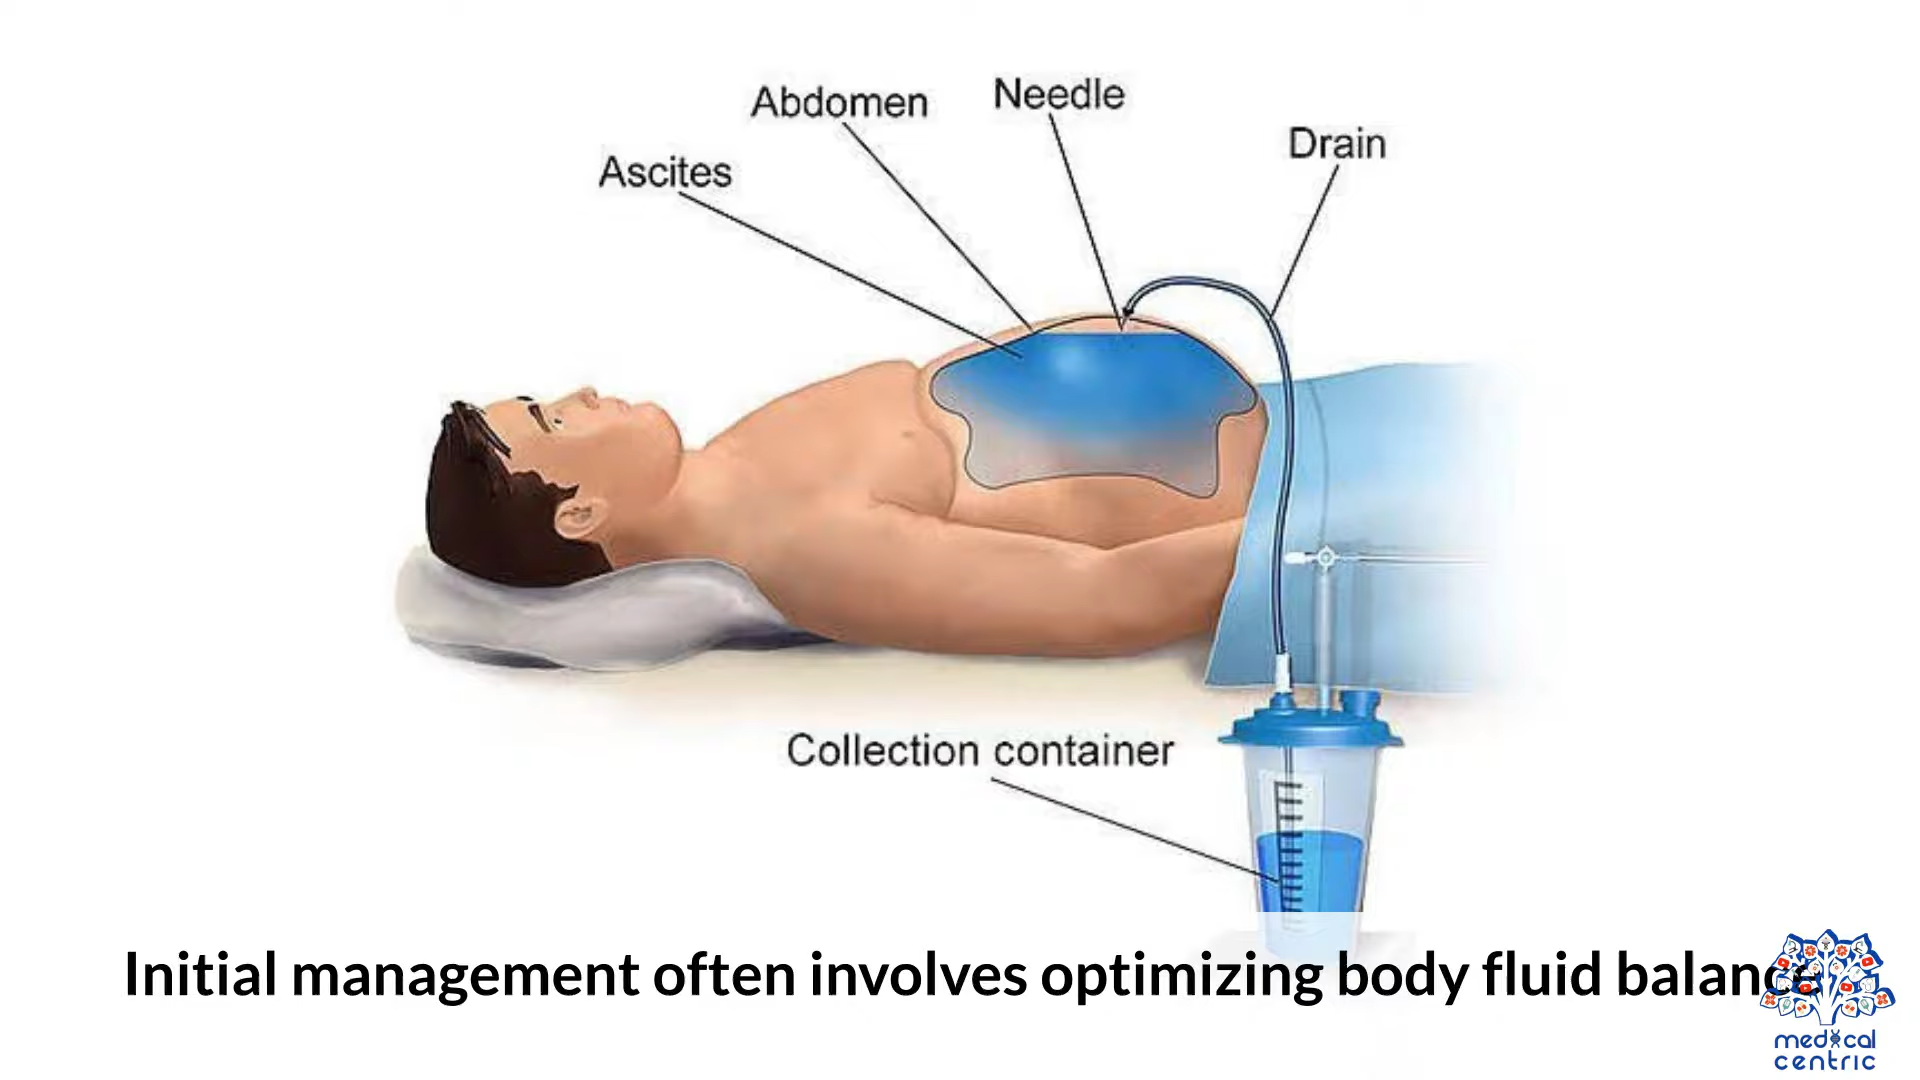 Abdomen
Needle
Drain
Ascites
Collection container
Initial management often involves optimizing body fluid balance
medical
centric